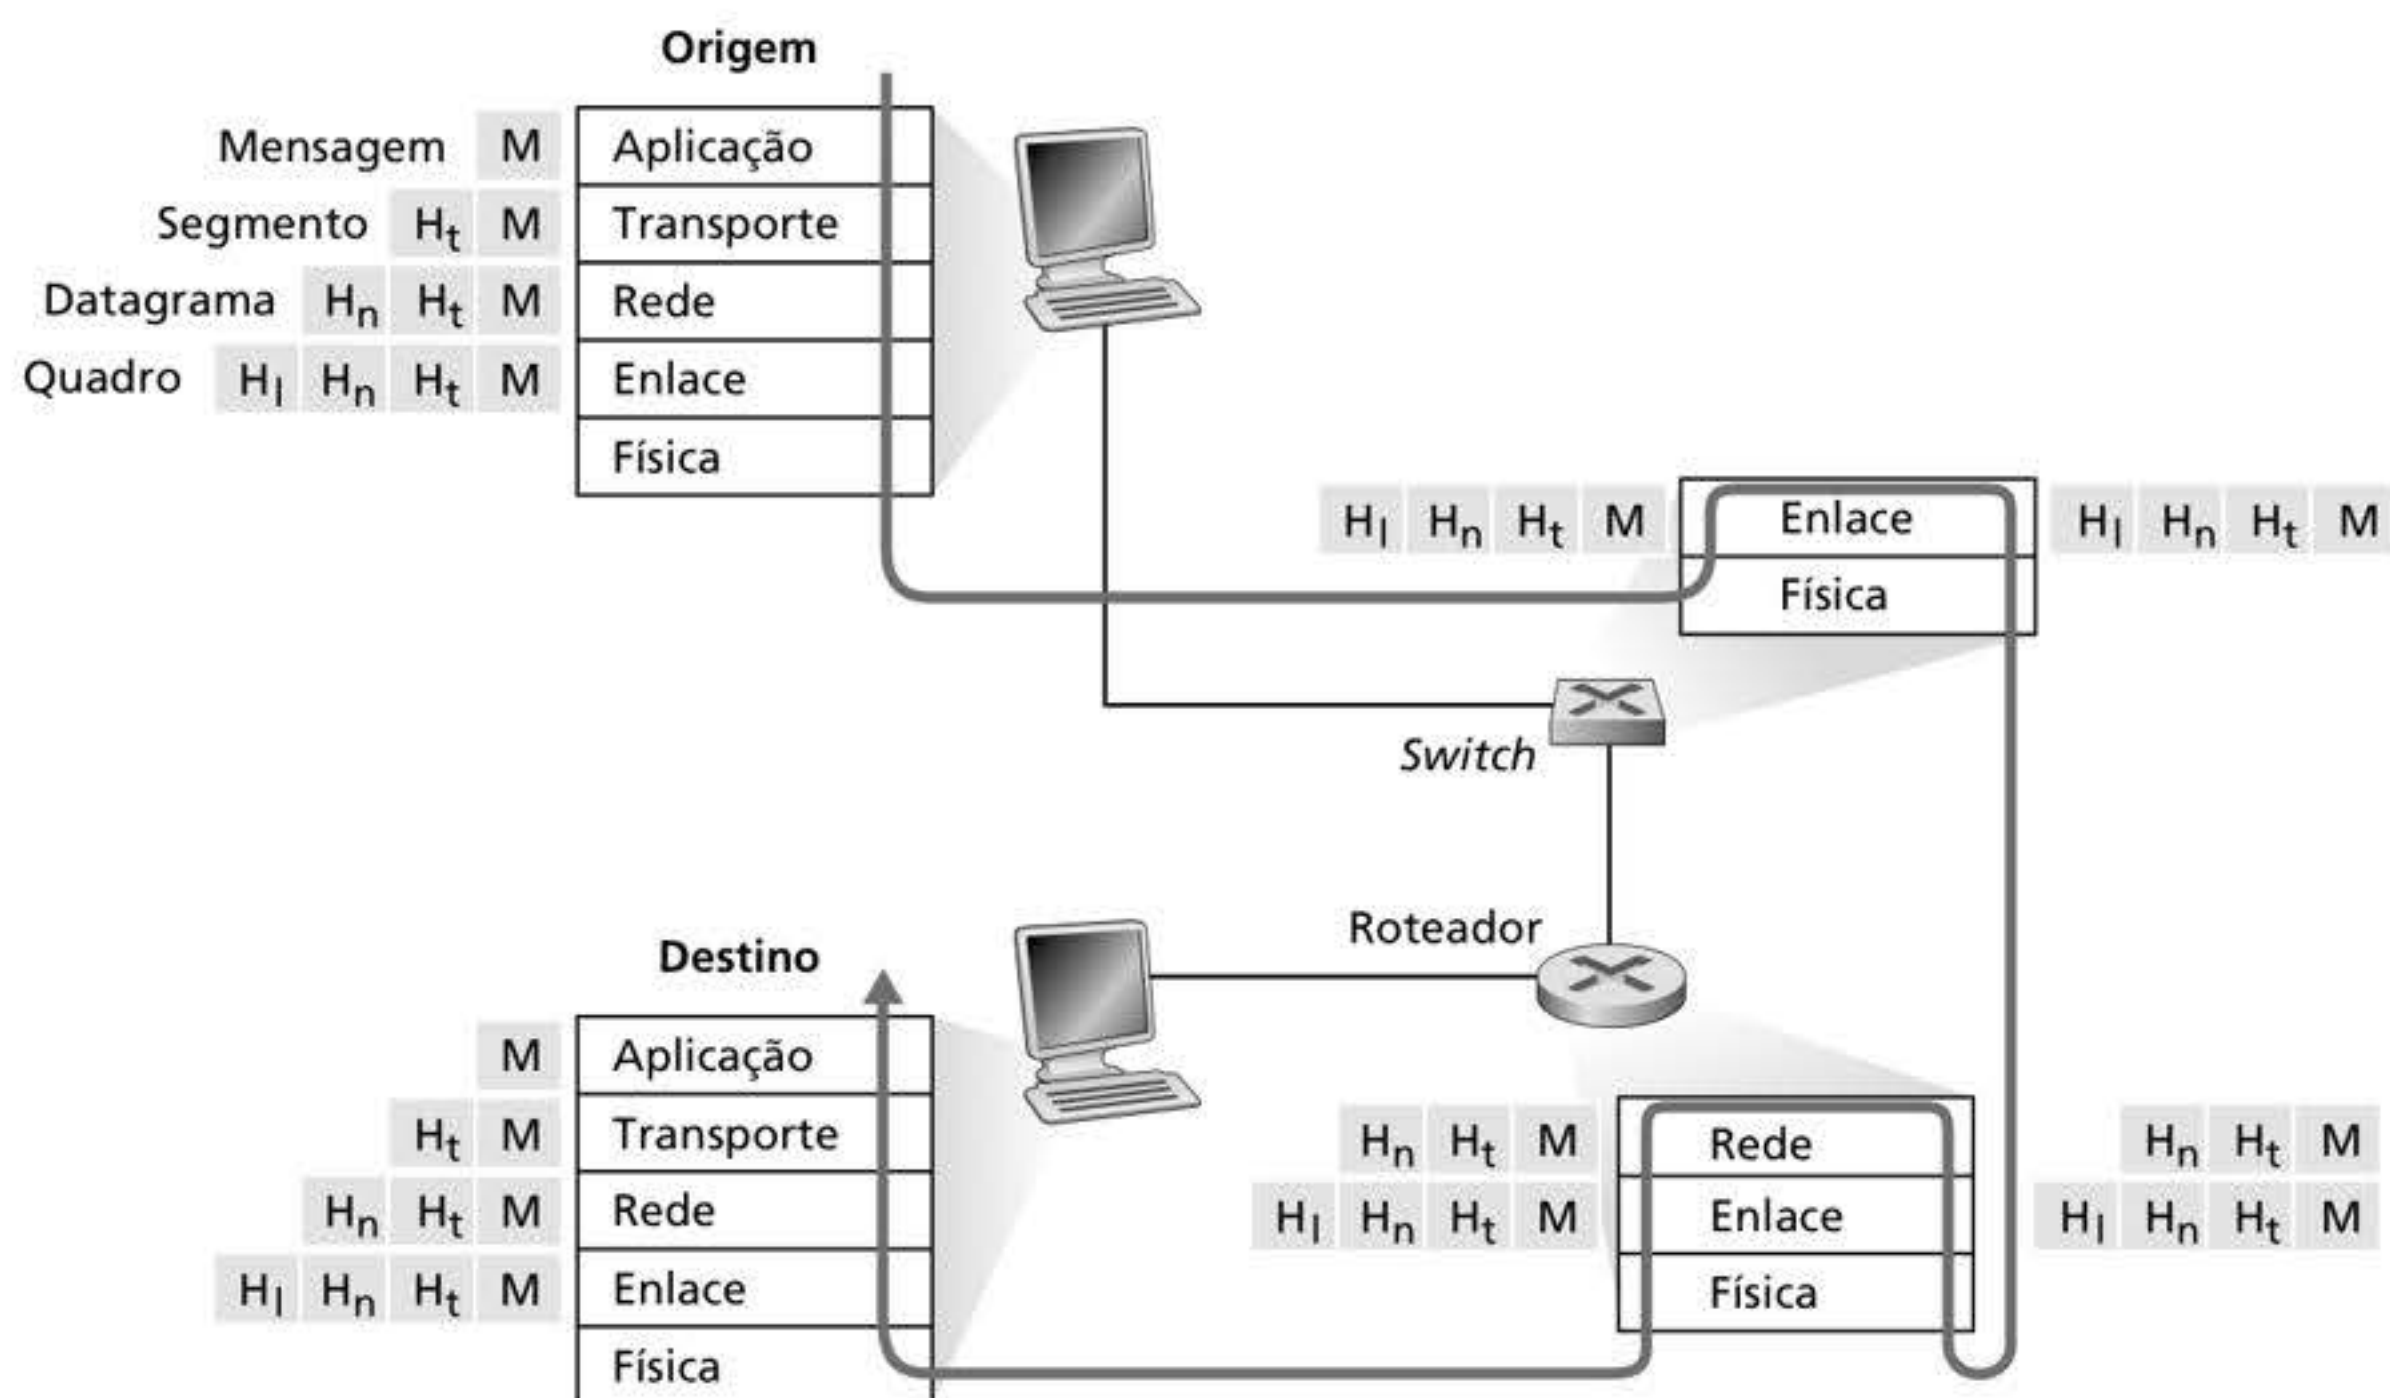 Origem
Mensagem M Aplicação
Segmento Ht M Transporte
Datagrama Hn Ht M Rede
Quadro Hl Hn Ht M Enlace
Física
Hl Hn Ht M Enlace Hl Hn Ht M
Física
Switch
Roteador
Destino
M Aplicação
Ht M Transporte
Hn Ht M Rede
Hl Hn Ht M Enlace
Física
Hn Ht M Rede Hn Ht M
Hl Hn Ht M Enlace Hl Hn Ht M
Física